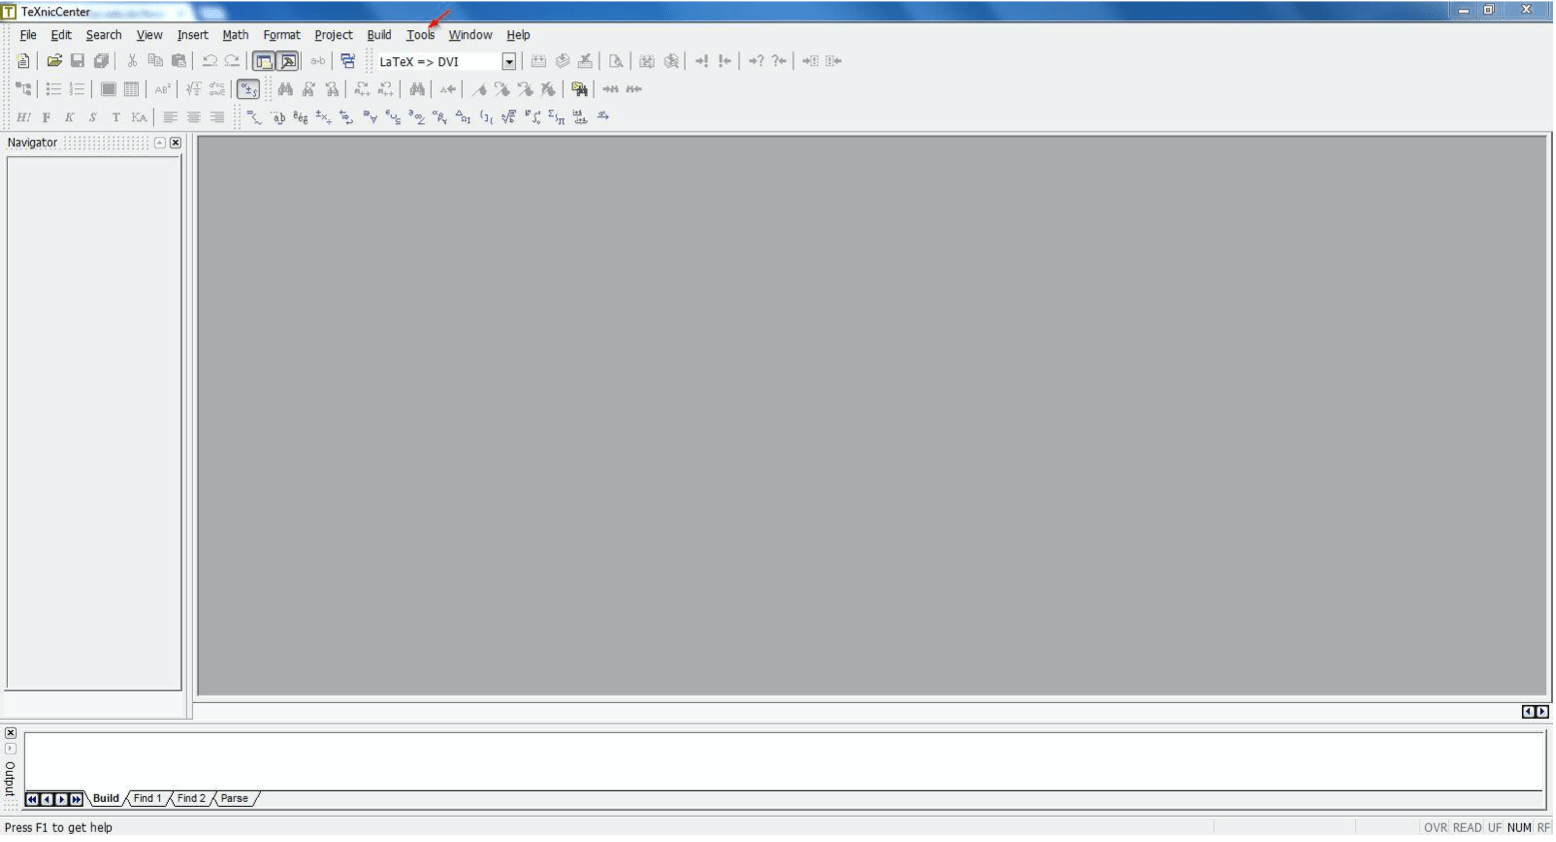 TeXnicCenter
File Edit Search View Insert Math Format Project Build Tools Window Help
LaTeX => DVI
H! F K S T KA
Navigator
Output
Build Find 1 Find 2 Parse
Press F1 to get help
OVR READ UF NUM RF